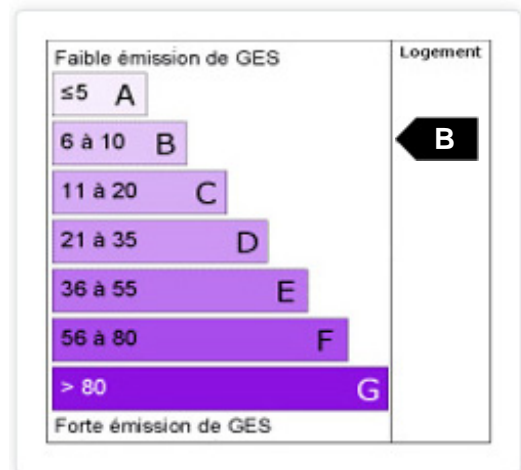 Faible émission de GES
Logement
≤5 A
6 à 10 B
B
11 à 20 C
21 à 35 D
36 à 55 E
56 à 80 F
> 80 G
Forte émission de GES